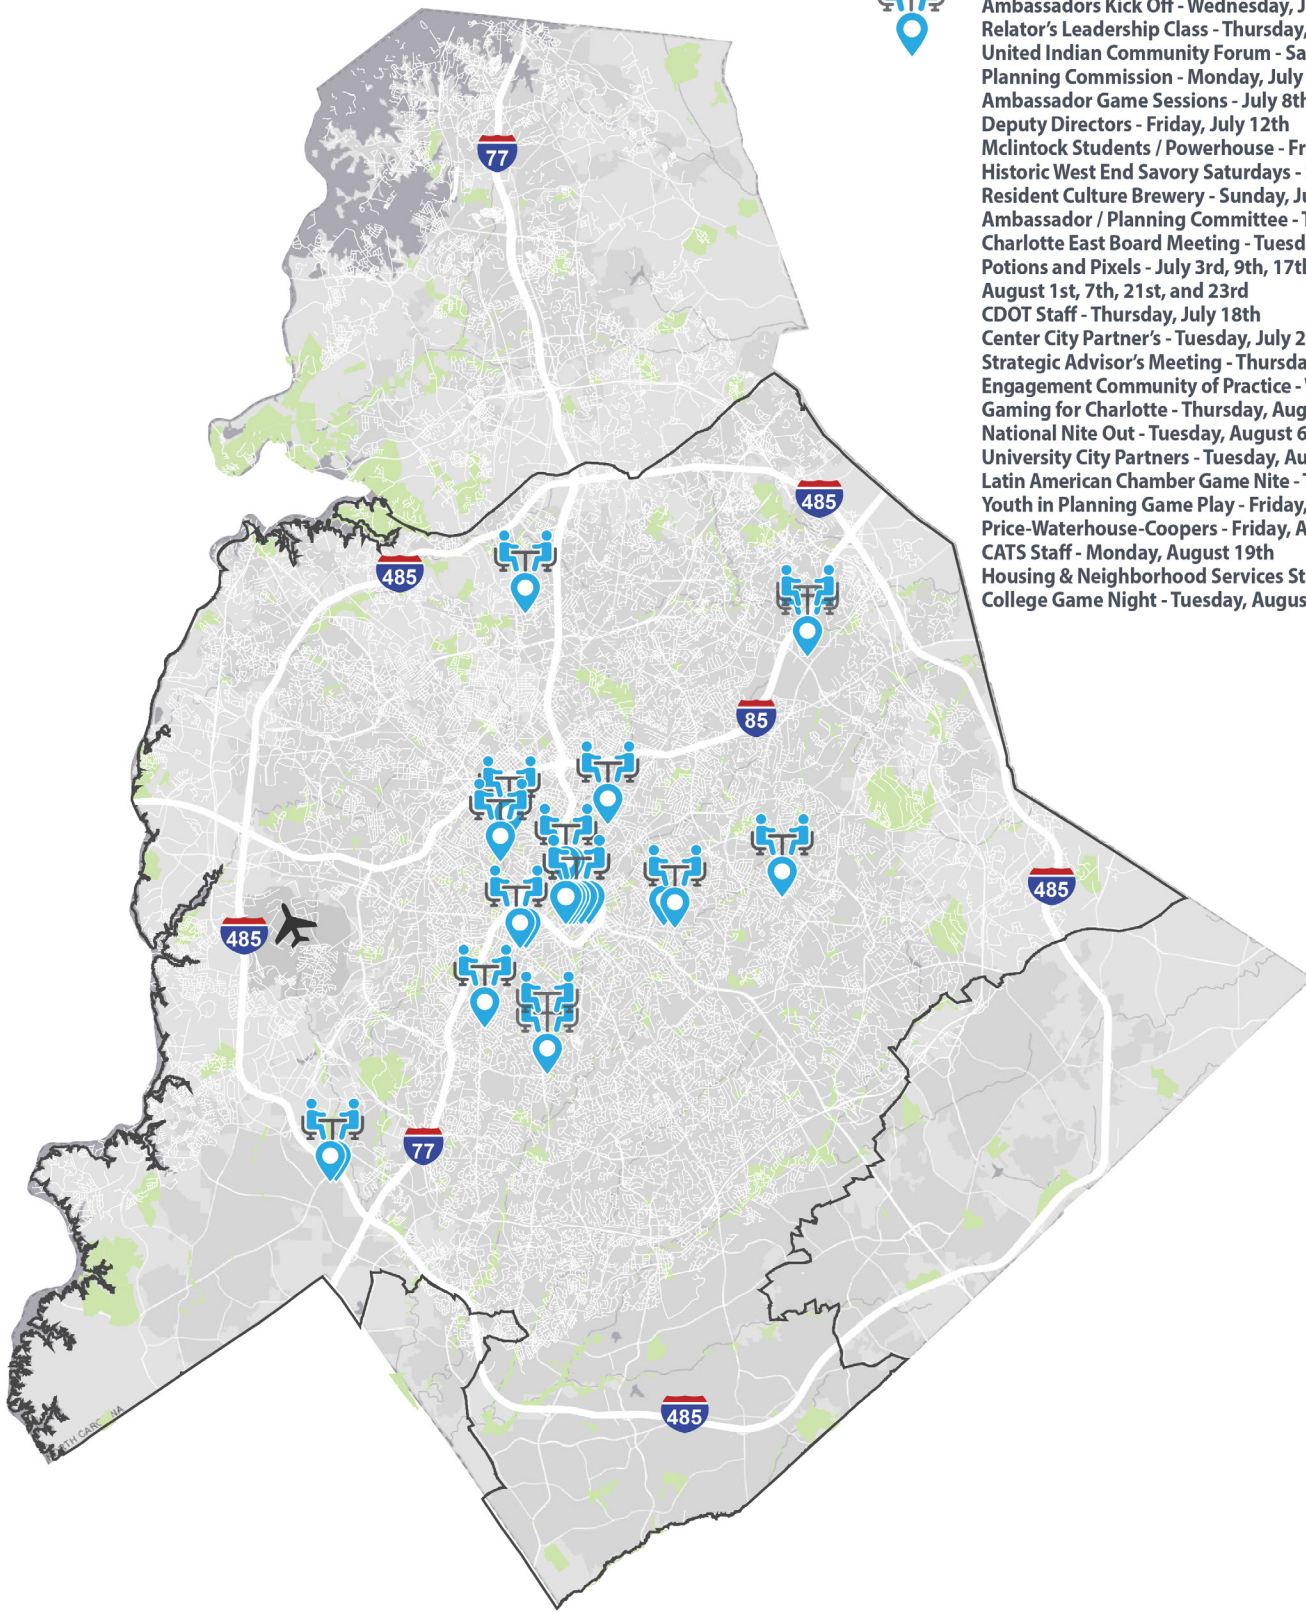 Ambassadors Kick Off - Wednesday, J
Relator's Leadership Class - Thursday,
United Indian Community Forum - Sa
Planning Commission - Monday, July
Ambassador Game Sessions - July 8th
Deputy Directors - Friday, July 12th
Mclintock Students / Powerhouse - Fr
Historic West End Savory Saturdays -
Resident Culture Brewery - Sunday, Ju
Ambassador / Planning Committee - T
Charlotte East Board Meeting - Tuesd
Potions and Pixels - July 3rd, 9th, 17th
August 1st, 7th, 21st, and 23rd
CDOT Staff - Thursday, July 18th
Center City Partner's - Tuesday, July 2
Strategic Advisor's Meeting - Thursda
Engagement Community of Practice - W
Gaming for Charlotte - Thursday, Aug
National Nite Out - Tuesday, August 6
University City Partners - Tuesday, Au
Latin American Chamber Game Nite - T
Youth in Planning Game Play - Friday,
Price-Waterhouse-Coopers - Friday, A
CATS Staff - Monday, August 19th
Housing & Neighborhood Services St
College Game Night - Tuesday, Augus
77
485
485
85
485
485
77
485